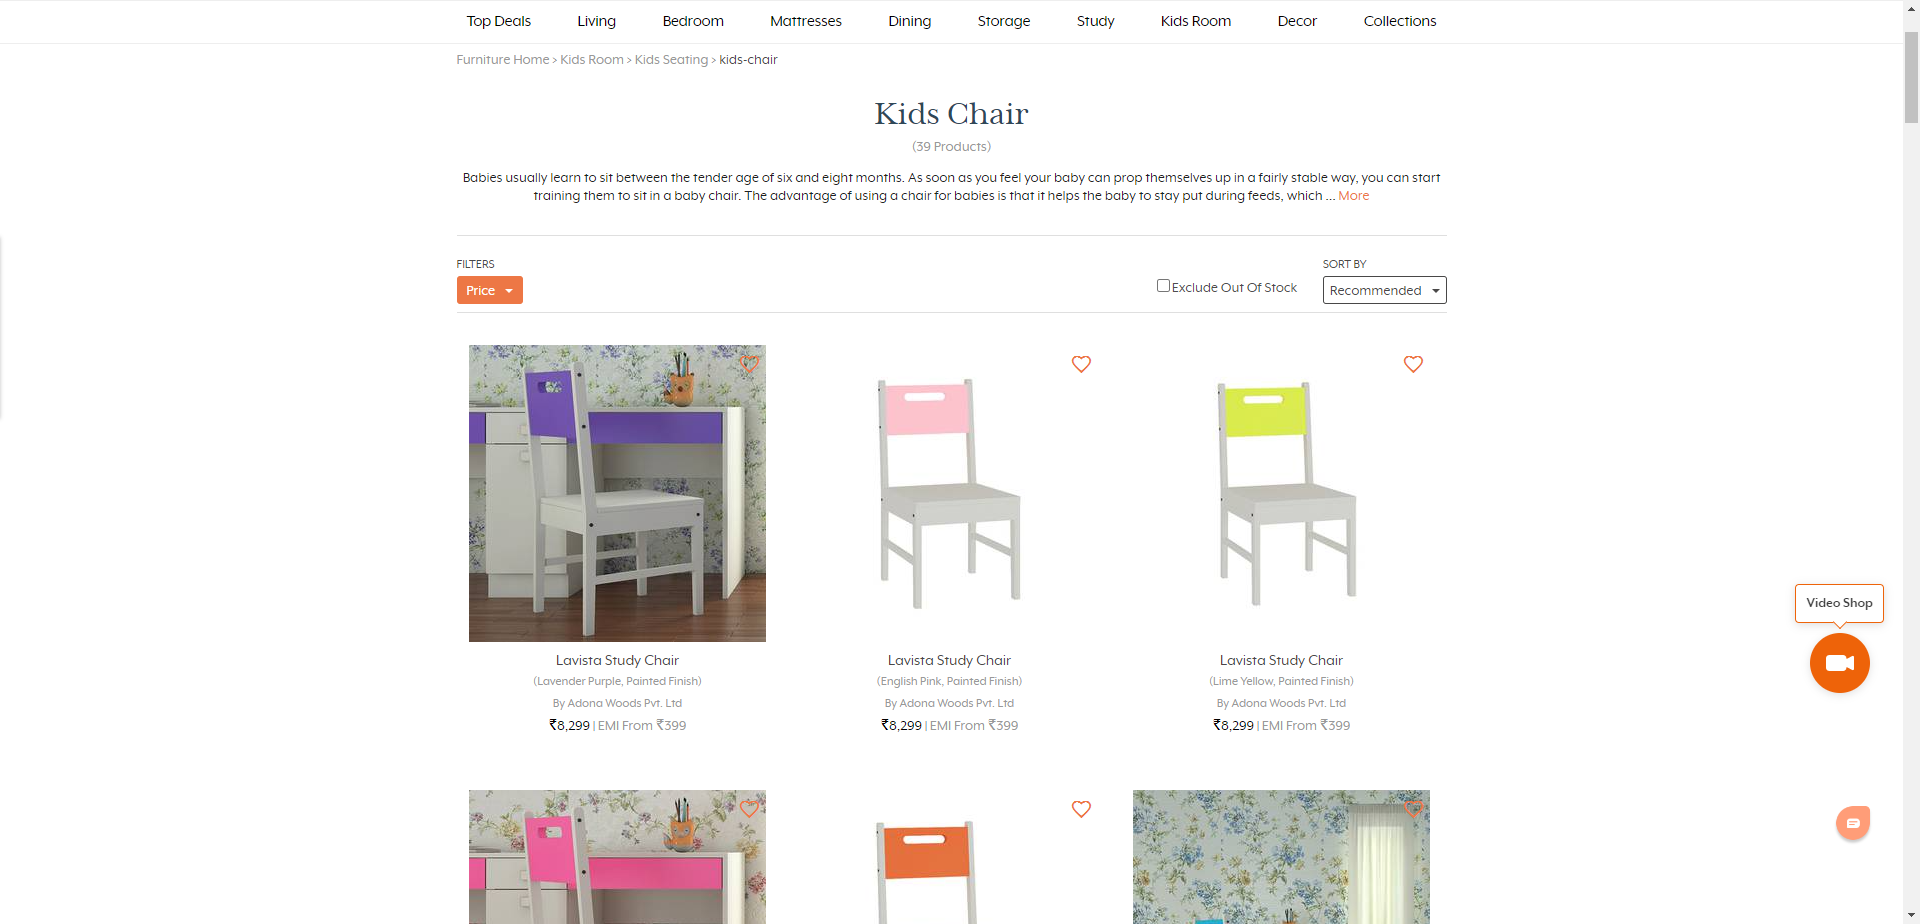 Top Deals Living Bedroom Mattresses Dining Storage Study Kids Room Decor Collections
Furniture Home > Kids Room > Kids Seating > kids-chair
Kids Chair
(39 Products)
Babies usually learn to sit between the tender age of six and eight months. As soon as you feel your baby can prop themselves up in a fairly stable way, you can start
training them to sit in a baby chair. The advantage of using a chair for babies is that it helps the baby to stay put during feeds, which ... More
FILTERS
Price
Exclude Out Of Stock
SORT BY
Recommended
Lavista Study Chair
(Lavender Purple, Painted Finish)
By Adona Woods Pvt. Ltd
₹8,299 | EMI From ₹399
Lavista Study Chair
(English Pink, Painted Finish)
By Adona Woods Pvt. Ltd
₹8,299 | EMI From ₹399
Lavista Study Chair
(Lime Yellow, Painted Finish)
By Adona Woods Pvt. Ltd
₹8,299 | EMI From ₹399
Video Shop